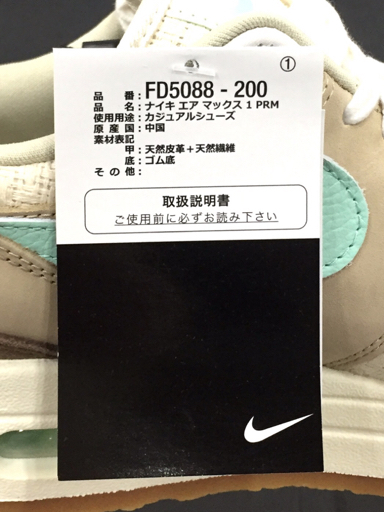 ①
品番：FD5088 - 200
品名：ナイキ エア マックス 1 PRM
使用用途：カジュアルシューズ
原産国：中国
素材表記
甲：天然皮革＋天然繊維
底：ゴム底
その他：
取扱説明書
ご使用前に必ずお読み下さい